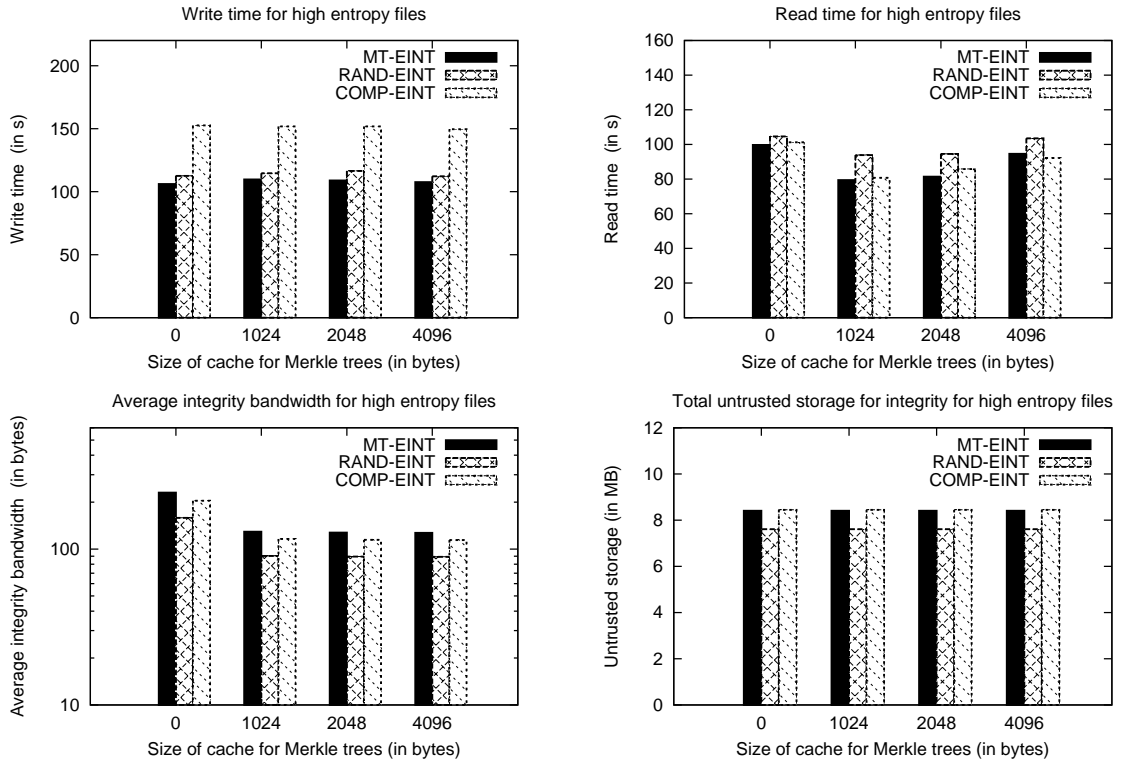 Write time for high entropy files
Write time (in s)
200
150
100
50
0
MT-EINT
RAND-EINT
COMP-EINT
0 1024 2048 4096
Size of cache for Merkle trees (in bytes)
Read time for high entropy files
Read time (in s)
160
140
120
100
80
60
40
20
0
MT-EINT
RAND-EINT
COMP-EINT
0 1024 2048 4096
Size of cache for Merkle trees (in bytes)
Average integrity bandwidth for high entropy files
Average integrity bandwidth (in bytes)
100
10
MT-EINT
RAND-EINT
COMP-EINT
0 1024 2048 4096
Size of cache for Merkle trees (in bytes)
Total untrusted storage for integrity for high entropy files
Untrusted storage (in MB)
12
10
8
6
4
2
0
MT-EINT
RAND-EINT
COMP-EINT
0 1024 2048 4096
Size of cache for Merkle trees (in bytes)